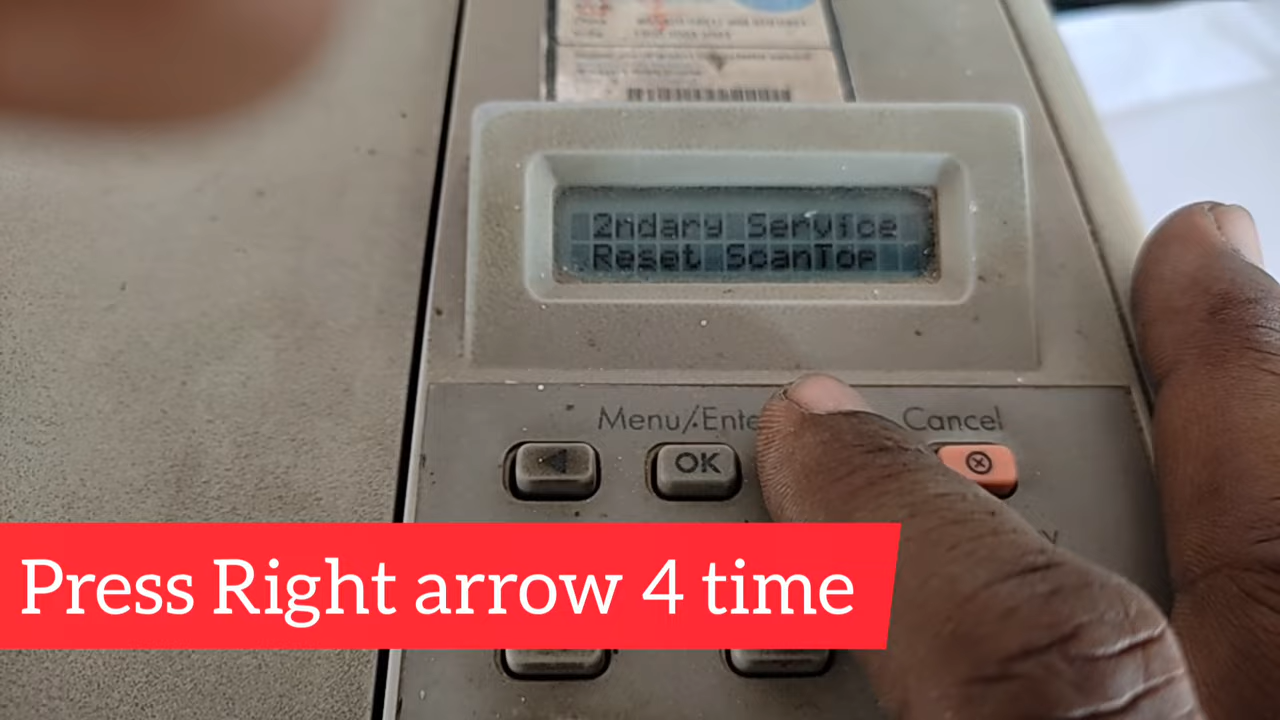 2ndary Service
Reset ScanTop
Menu/Ente
Cancel
OK
Press Right arrow 4 time